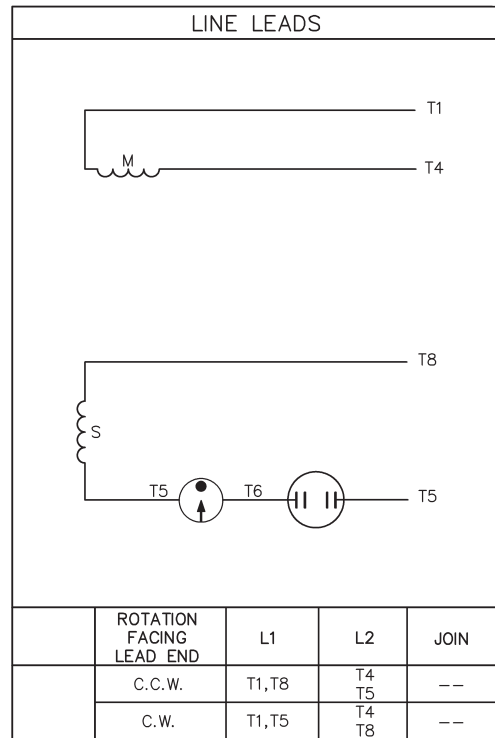 LINE LEADS
T1
M
T4
T8
S
T5 T6 T5
ROTATION
FACING
LEAD END
L1 L2 JOIN
C.C.W. T1,T8 T4
T5 --
C.W. T1,T5 T4
T8 --